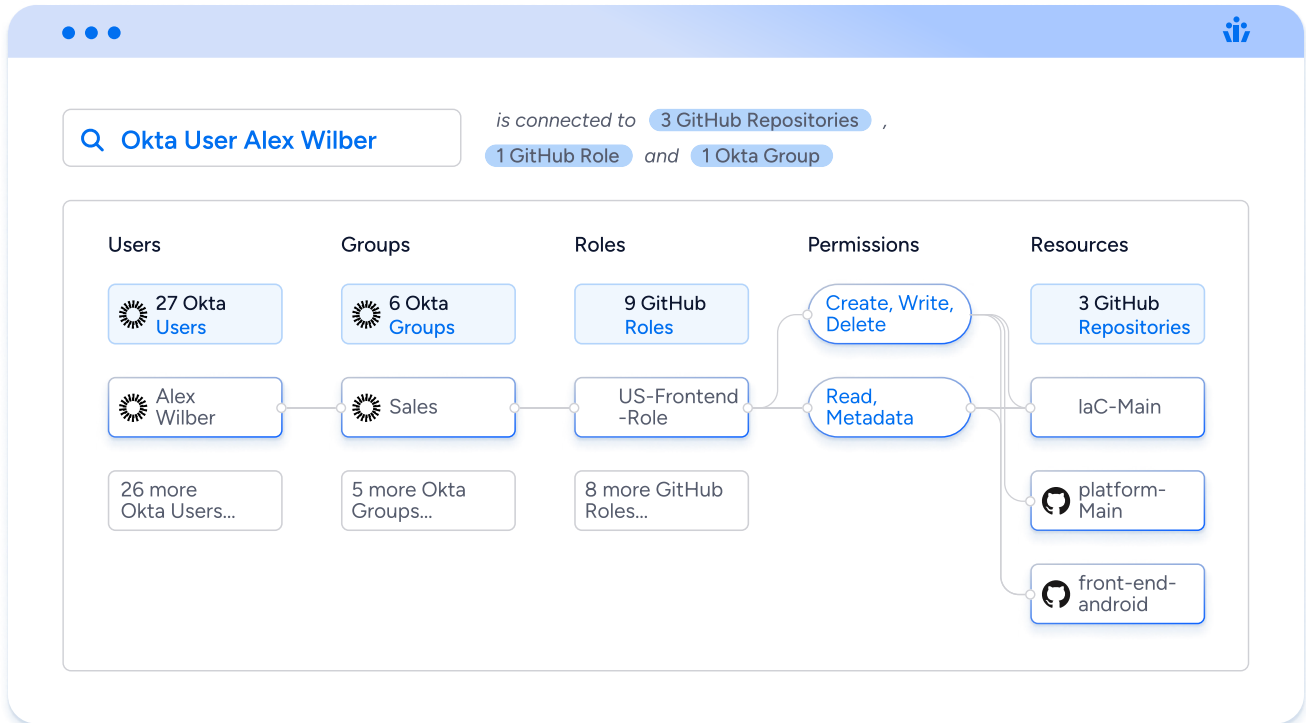 Okta User Alex Wilber
is connected to 3 GitHub Repositories ,
1 GitHub Role and 1 Okta Group
Users
Groups
Roles
Permissions
Resources
27 Okta
Users
6 Okta
Groups
9 GitHub
Roles
Create, Write,
Delete
3 GitHub
Repositories
Alex
Wilber
Sales
US-Frontend
-Role
Read,
Metadata
IaC-Main
26 more
Okta Users...
5 more Okta
Groups...
8 more GitHub
Roles...
platform-
Main
front-end-
android